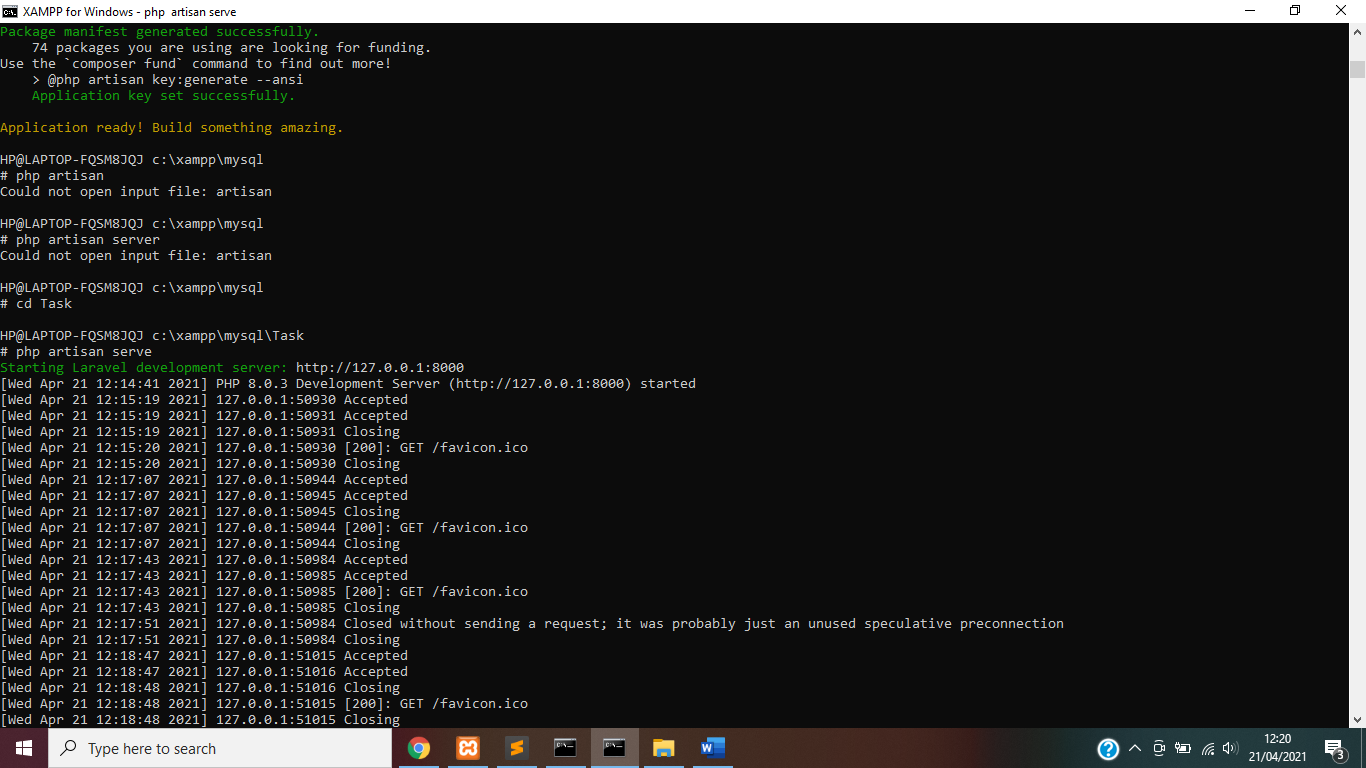 XAMPP for Windows - php  artisan serve
Package manifest generated successfully.
    74 packages you are using are looking for funding.
Use the `composer fund` command to find out more!
    > @php artisan key:generate --ansi
    Application key set successfully.
Application ready! Build something amazing.
HP@LAPTOP-FQSM8JQJ c:\xampp\mysql
# php artisan
Could not open input file: artisan
HP@LAPTOP-FQSM8JQJ c:\xampp\mysql
# php artisan server
Could not open input file: artisan
HP@LAPTOP-FQSM8JQJ c:\xampp\mysql
# cd Task
HP@LAPTOP-FQSM8JQJ c:\xampp\mysql\Task
# php artisan serve
Starting Laravel development server: http://127.0.0.1:8000
[Wed Apr 21 12:14:41 2021] PHP 8.0.3 Development Server (http://127.0.0.1:8000) started
[Wed Apr 21 12:15:19 2021] 127.0.0.1:50930 Accepted
[Wed Apr 21 12:15:19 2021] 127.0.0.1:50931 Accepted
[Wed Apr 21 12:15:19 2021] 127.0.0.1:50931 Closing
[Wed Apr 21 12:15:20 2021] 127.0.0.1:50930 [200]: GET /favicon.ico
[Wed Apr 21 12:15:20 2021] 127.0.0.1:50930 Closing
[Wed Apr 21 12:17:07 2021] 127.0.0.1:50944 Accepted
[Wed Apr 21 12:17:07 2021] 127.0.0.1:50945 Accepted
[Wed Apr 21 12:17:07 2021] 127.0.0.1:50945 Closing
[Wed Apr 21 12:17:07 2021] 127.0.0.1:50944 [200]: GET /favicon.ico
[Wed Apr 21 12:17:07 2021] 127.0.0.1:50944 Closing
[Wed Apr 21 12:17:43 2021] 127.0.0.1:50984 Accepted
[Wed Apr 21 12:17:43 2021] 127.0.0.1:50985 Accepted
[Wed Apr 21 12:17:43 2021] 127.0.0.1:50985 [200]: GET /favicon.ico
[Wed Apr 21 12:17:43 2021] 127.0.0.1:50985 Closing
[Wed Apr 21 12:17:51 2021] 127.0.0.1:50984 Closed without sending a request; it was probably just an unused speculative preconnection
[Wed Apr 21 12:17:51 2021] 127.0.0.1:50984 Closing
[Wed Apr 21 12:18:47 2021] 127.0.0.1:51015 Accepted
[Wed Apr 21 12:18:47 2021] 127.0.0.1:51016 Accepted
[Wed Apr 21 12:18:48 2021] 127.0.0.1:51016 Closing
[Wed Apr 21 12:18:48 2021] 127.0.0.1:51015 [200]: GET /favicon.ico
[Wed Apr 21 12:18:48 2021] 127.0.0.1:51015 Closing
Type here to search
12:20
21/04/2021
3